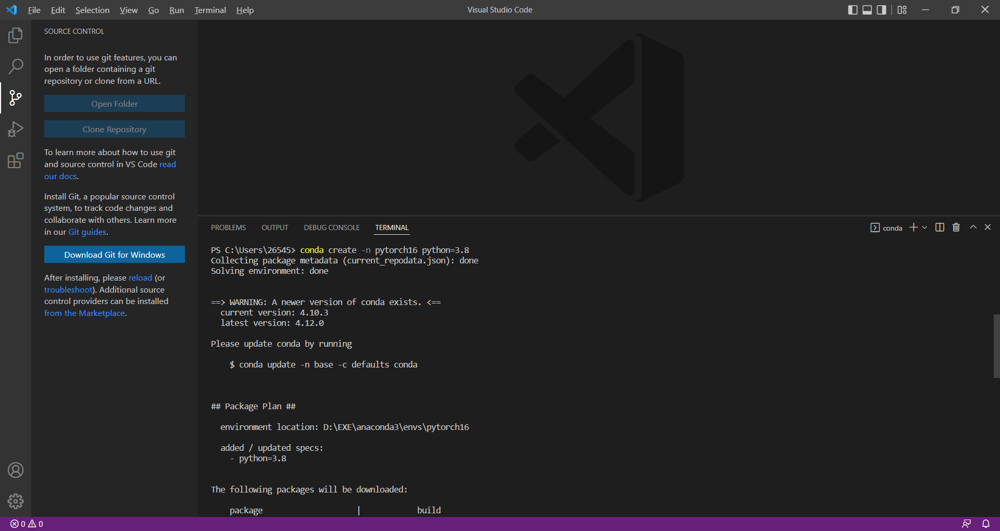 File Edit Selection View Go Run Terminal Help
Visual Studio Code
SOURCE CONTROL
In order to use git features, you can
open a folder containing a git
repository or clone from a URL.
Open Folder
Clone Repository
To learn more about how to use git
and source control in VS Code read
our docs.
Install Git, a popular source control
system, to track code changes and
collaborate with others. Learn more
in our Git guides.
Download Git for Windows
After installing, please reload (or
troubleshoot). Additional source
control providers can be installed
from the Marketplace.
PROBLEMS OUTPUT DEBUG CONSOLE TERMINAL
conda
PS C:\Users\26545> conda create -n pytorch16 python=3.8
Collecting package metadata (current_repodata.json): done
Solving environment: done
==> WARNING: A newer version of conda exists. <==
current version: 4.10.3
latest version: 4.12.0
Please update conda by running
$ conda update -n base -c defaults conda
## Package Plan ##
environment location: D:\EXE\anaconda3\envs\pytorch16
added / updated specs:
- python=3.8
The following packages will be downloaded:
package | build
0 0